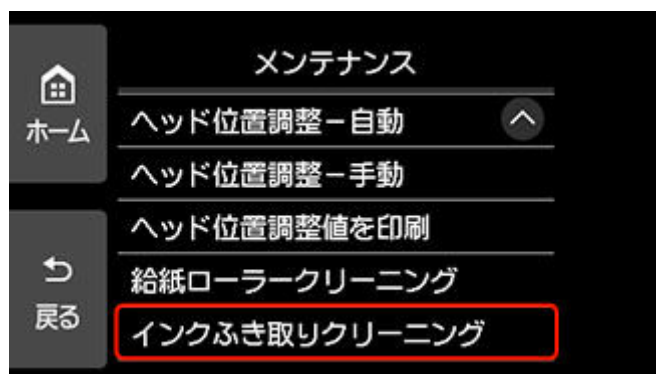 メンテナンス
ホーム
ヘッド位置調整－自動
ヘッド位置調整－手動
ヘッド位置調整値を印刷
給紙ローラークリーニング
戻る
インクふき取りクリーニング